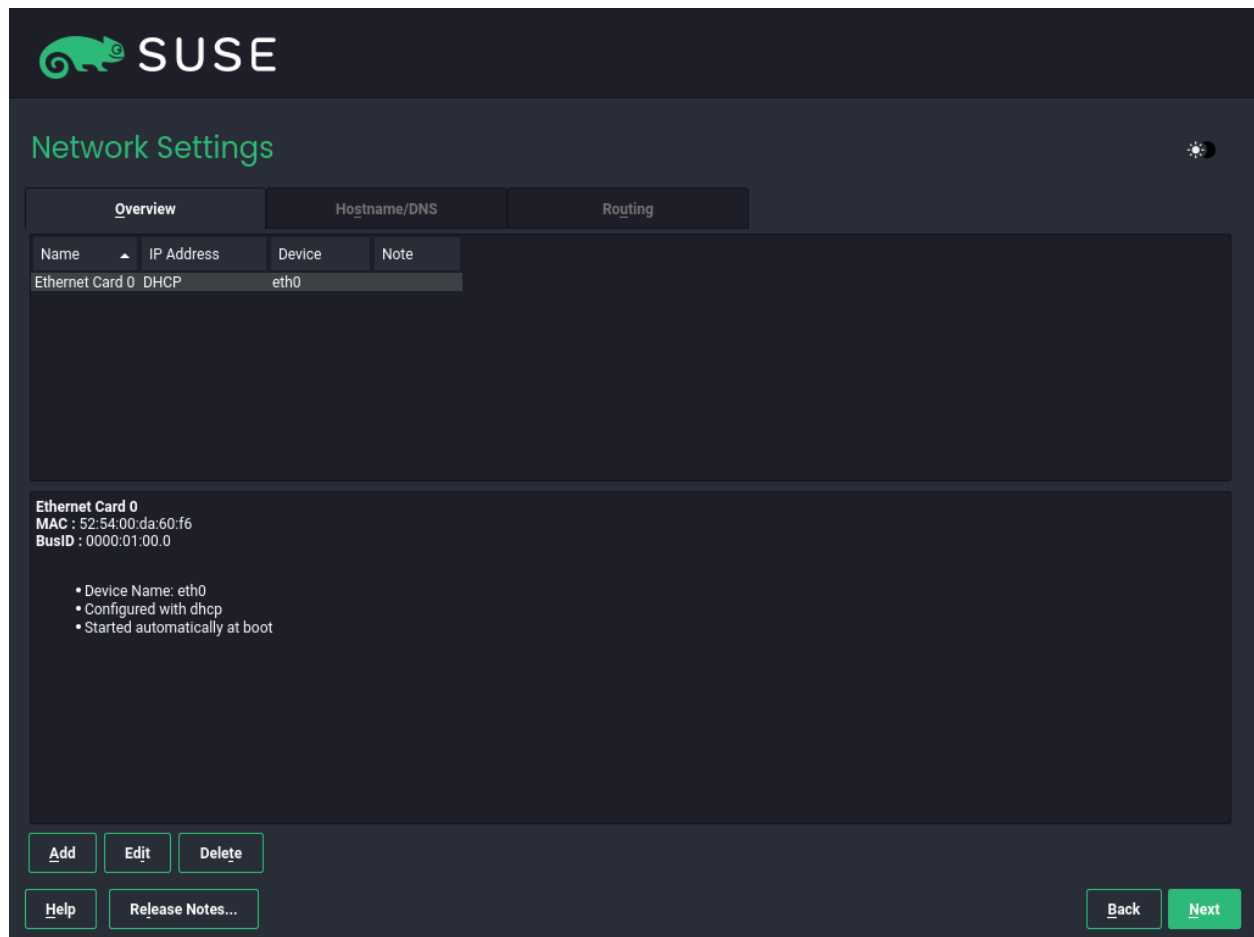 SUSE
Network Settings
Overview Hostname/DNS Routing
Name IP Address Device Note
Ethernet Card 0 DHCP eth0
Ethernet Card 0
MAC : 52:54:00:da:60:f6
BusID : 0000:01:00.0
• Device Name: eth0
• Configured with dhcp
• Started automatically at boot
Add Edit Delete
Help Release Notes... Back Next